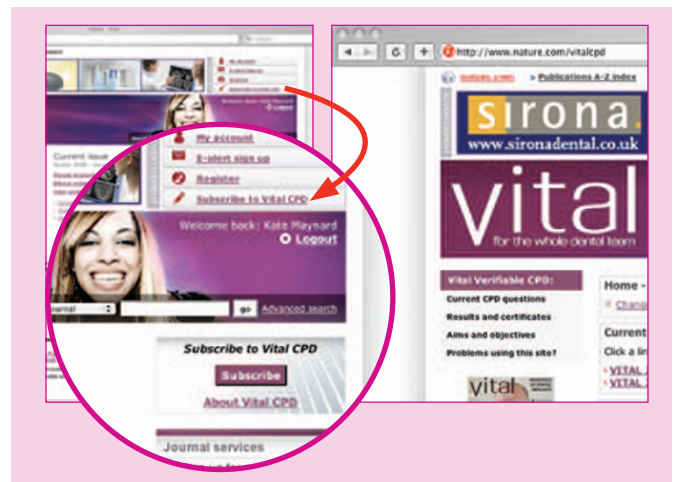 My account
E-alert sign up
Register
Subscribe to Vital CPD
Current issue
Welcome back: Kate Maynard
Logout
go
Advanced search
Subscribe to Vital CPD
Subscribe
About Vital CPD
Journal services
http://www.nature.com/vitalcpd
Publications A-Z index
sirona.
www.sironadental.co.uk
vital
for the whole dental team
Vital Verifiable CPD:
Current CPD questions
Results and certificates
Aims and objectives
Problems using this site?
vital
Home -
Current
Click a lin
VITAL
VITAL